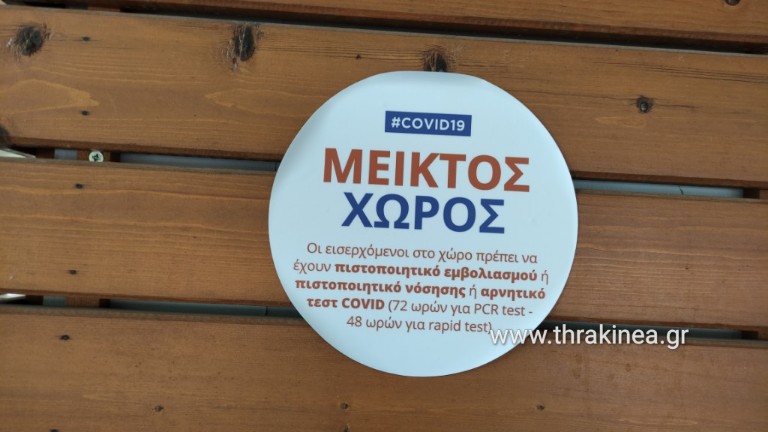 #COVID19
ΜΕΙΚΤΟΣ
ΧΩΡΟΣ
Οι εισερχόμενοι στο χώρο πρέπει να
έχουν πιστοποιητικό εμβολιασμού ή
πιστοποιητικό νόσησης ή αρνητικό
τεστ COVID (72 ωρών για PCR test -
48 ωρών για rapid test)
www.thrakinea.gr